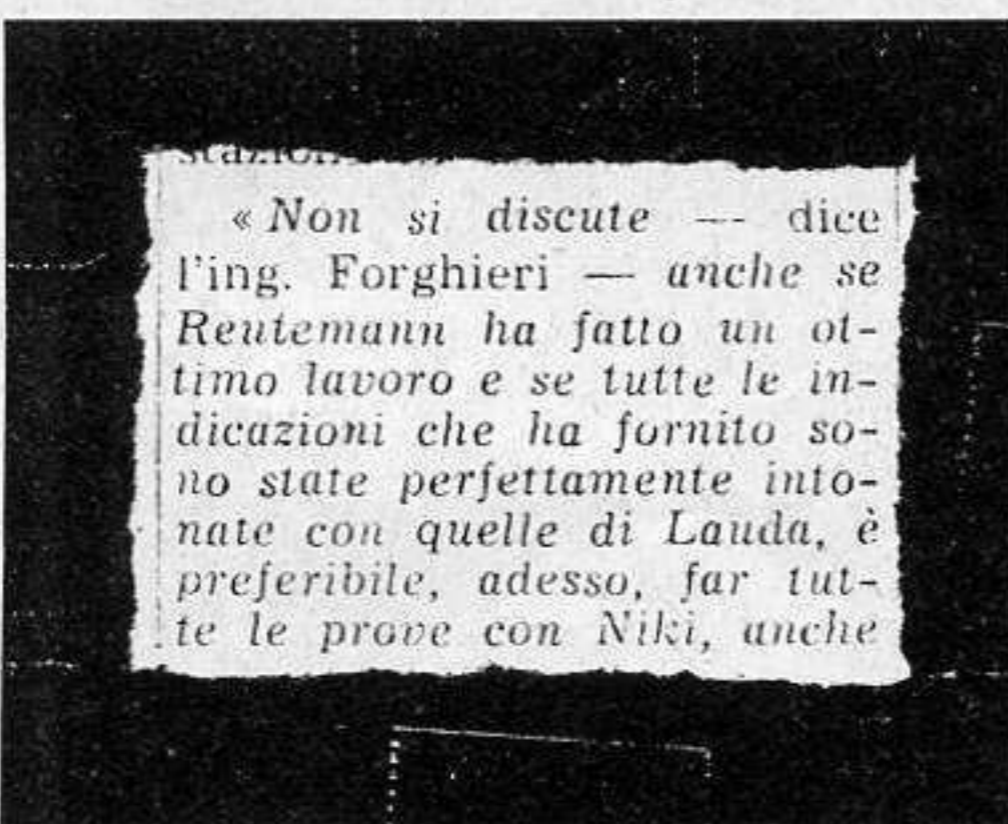 «Non si discute — dice
l'ing. Forghieri — anche se
Reutemann ha fatto un ot-
timo lavoro e se tutte le in-
dicazioni che ha fornito so-
no state perfettamente into-
nate con quelle di Lauda, è
preferibile, adesso, far tut-
te le prove con Niki, anche